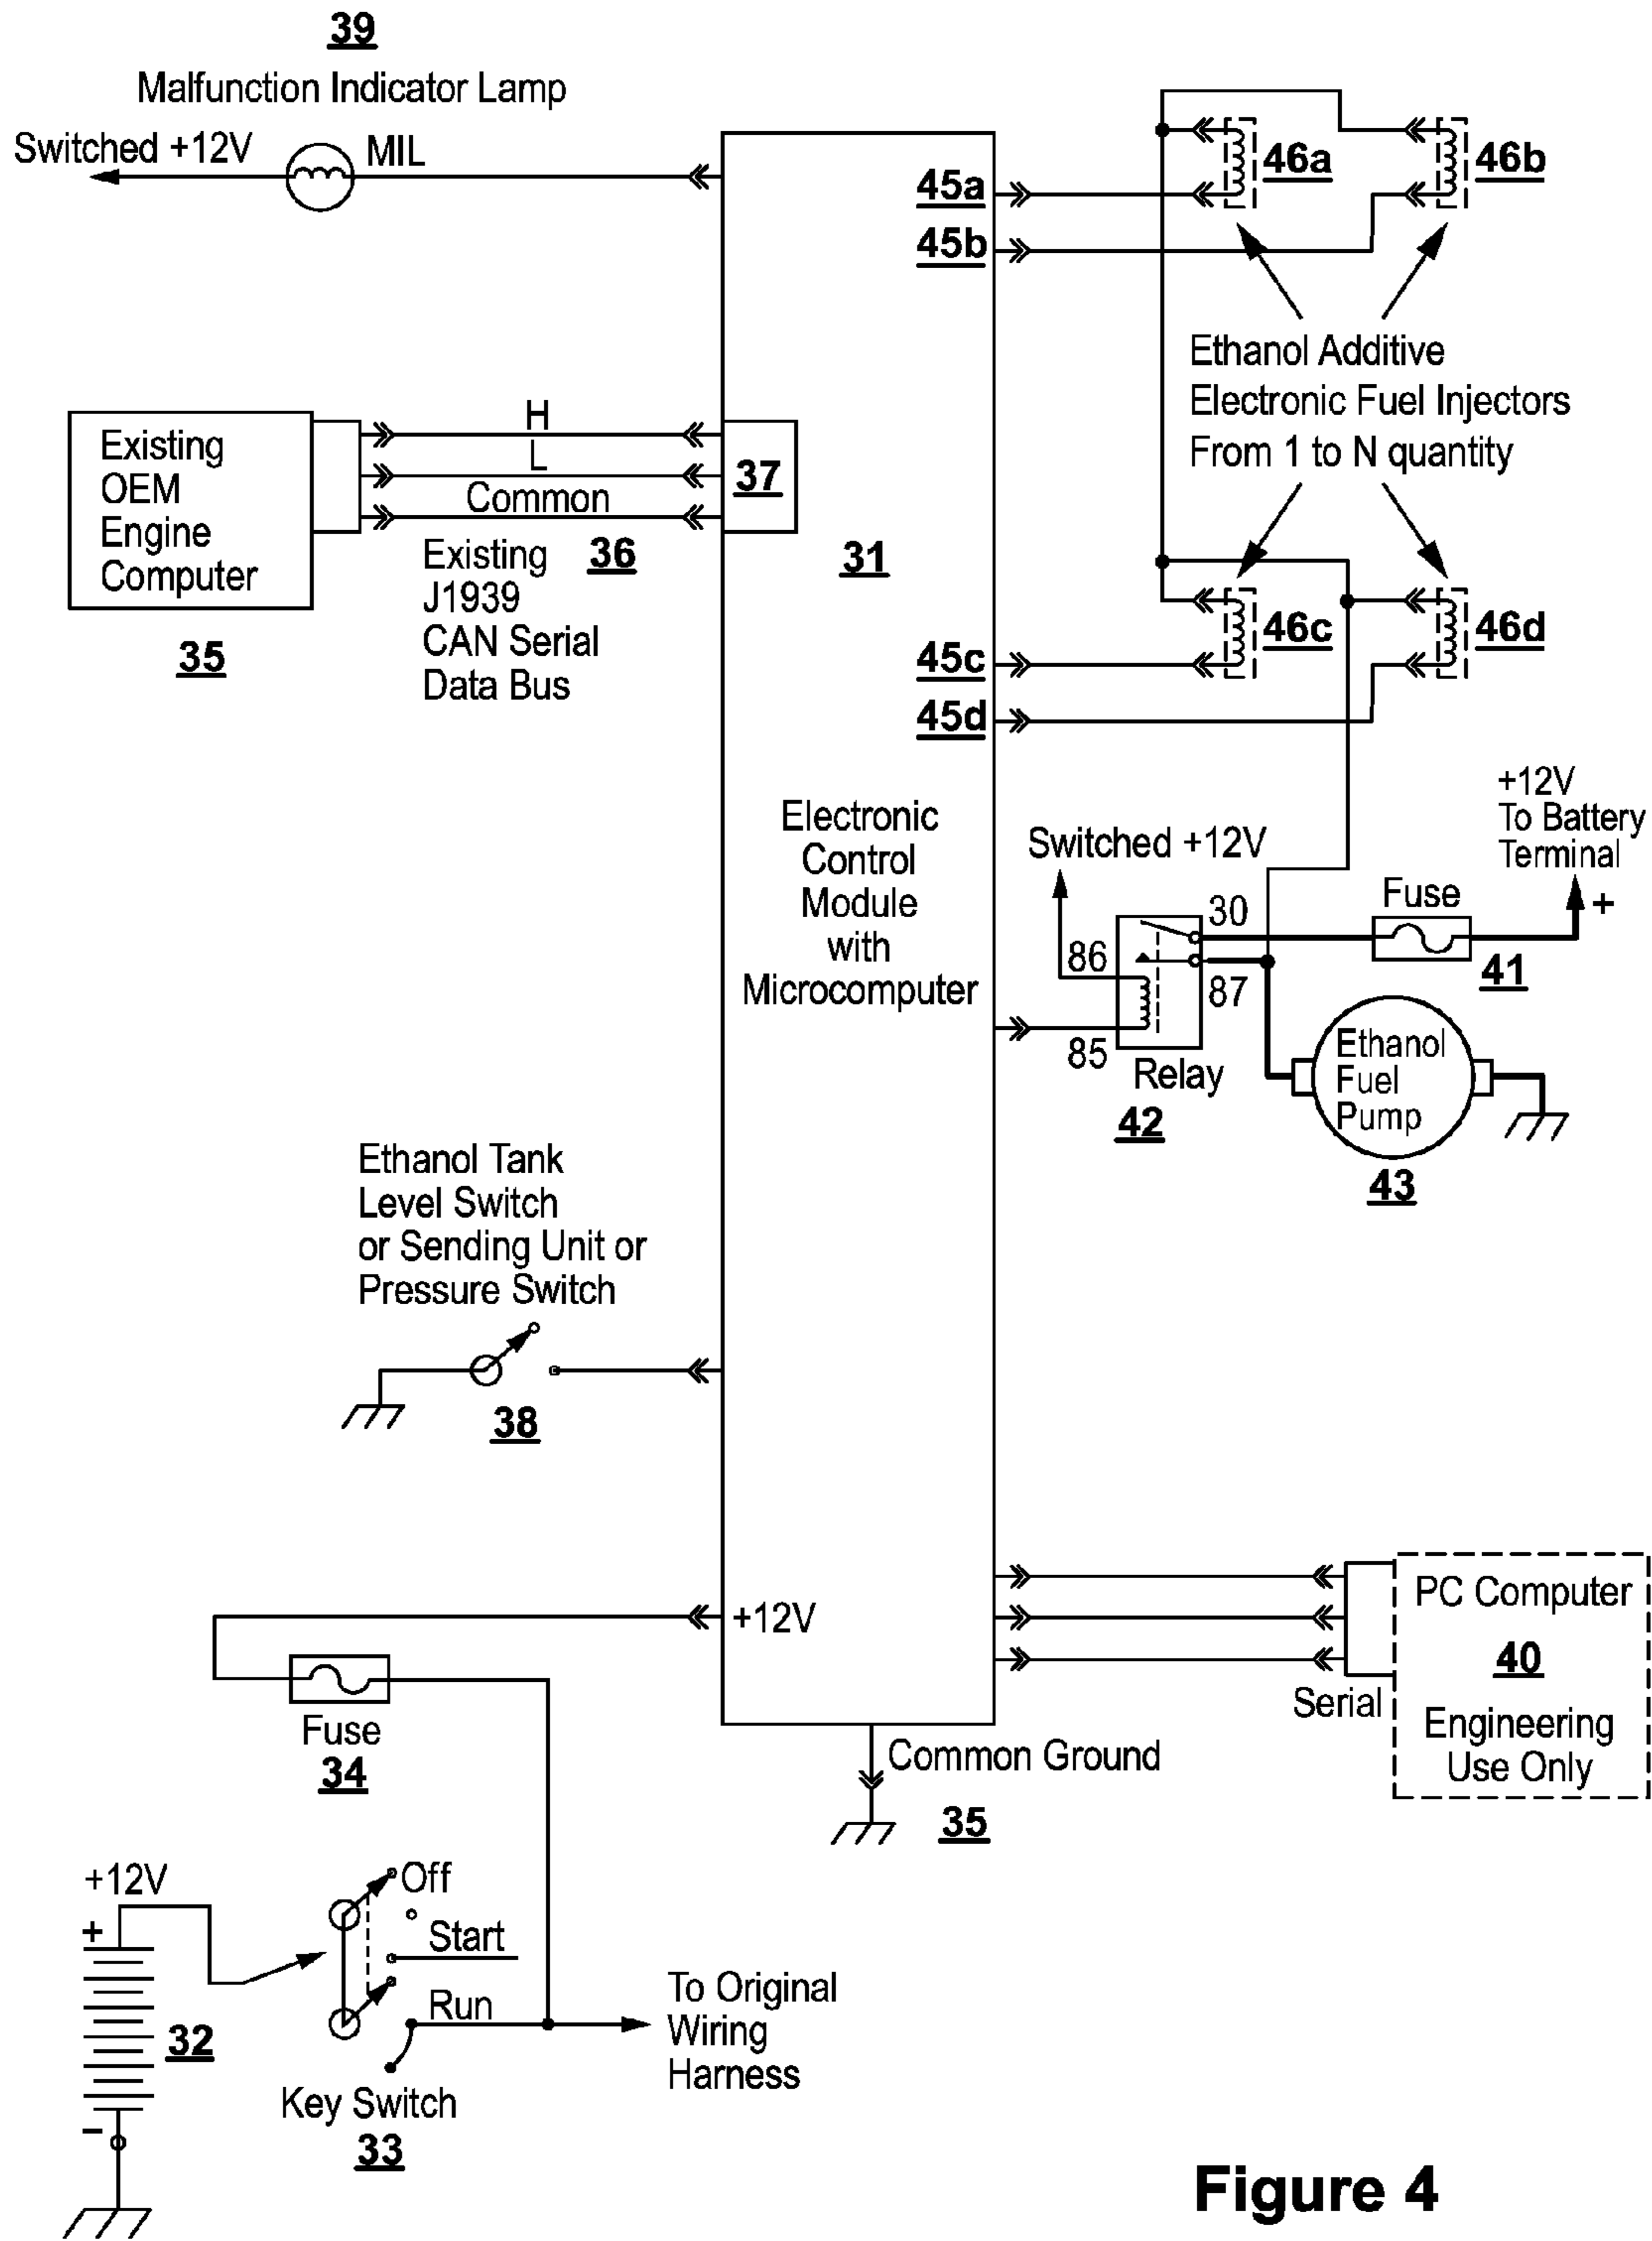 39
Malfunction Indicator Lamp
Switched +12V
MIL
45a
45b
46a
46b
Ethanol Additive
Electronic Fuel Injectors
From 1 to N quantity
Existing
OEM
Engine
Computer
35
H
L
Common
Existing
J1939
CAN Serial
Data Bus
36
37
31
45c
45d
46c
46d
Electronic
Control
Module
with
Microcomputer
Switched +12V
86
85
30
87
Relay
42
Fuse
41
+12V
To Battery
Terminal
+
Ethanol
Fuel
Pump
43
Ethanol Tank
Level Switch
or Sending Unit or
Pressure Switch
38
+12V
Fuse
34
Common Ground
35
Serial
PC Computer
40
Engineering
Use Only
+12V
+
−
32
Off
Start
Run
Key Switch
33
To Original
Wiring
Harness
Figure 4